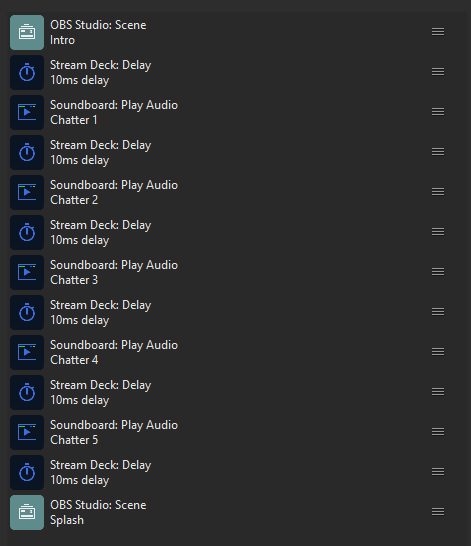 OBS Studio: Scene
Intro
Stream Deck: Delay
10ms delay
Soundboard: Play Audio
Chatter 1
Stream Deck: Delay
10ms delay
Soundboard: Play Audio
Chatter 2
Stream Deck: Delay
10ms delay
Soundboard: Play Audio
Chatter 3
Stream Deck: Delay
10ms delay
Soundboard: Play Audio
Chatter 4
Stream Deck: Delay
10ms delay
Soundboard: Play Audio
Chatter 5
Stream Deck: Delay
10ms delay
OBS Studio: Scene
Splash